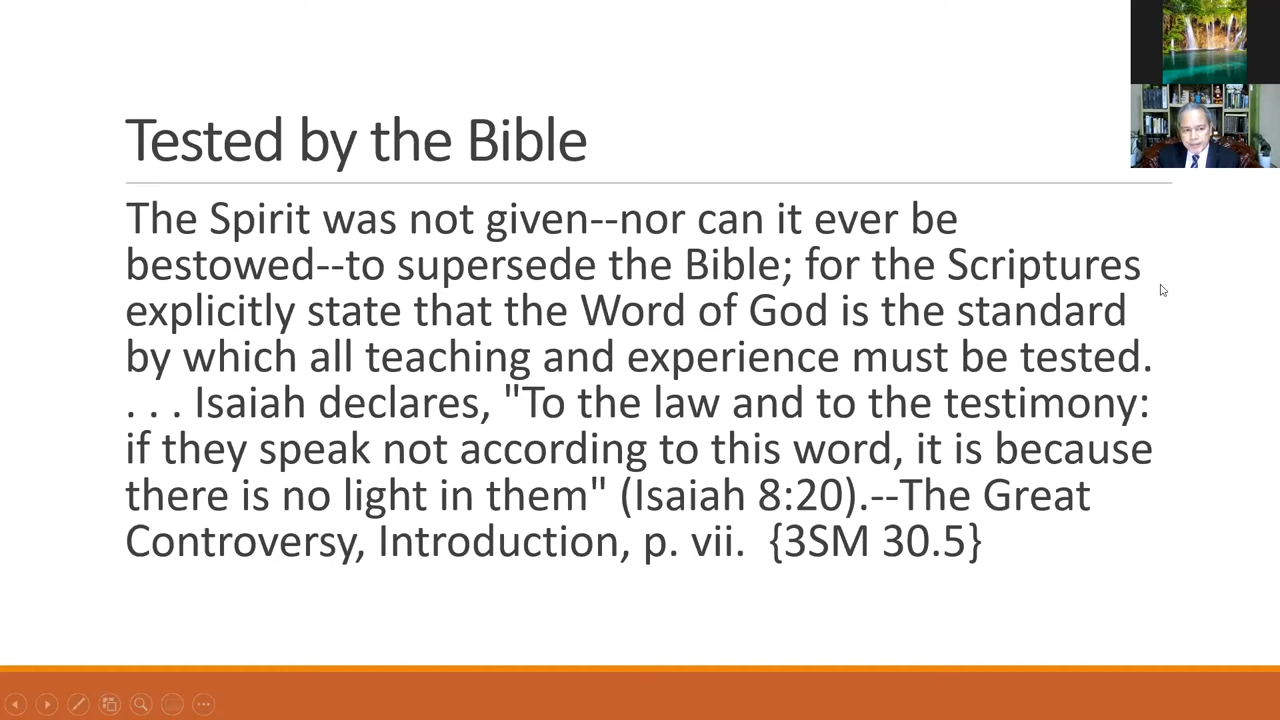 Tested by the Bible
The Spirit was not given--nor can it ever be
bestowed--to supersede the Bible; for the Scriptures
explicitly state that the Word of God is the standard
by which all teaching and experience must be tested.
. . . Isaiah declares, "To the law and to the testimony:
if they speak not according to this word, it is because
there is no light in them" (Isaiah 8:20).--The Great
Controversy, Introduction, p. vii.  {3SM 30.5}